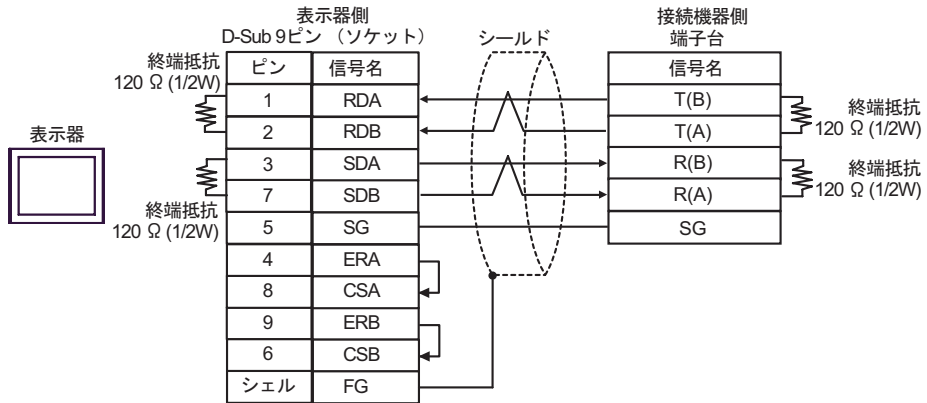 表示器側
D-Sub 9ピン （ソケット）
シールド
接続機器側
端子台
終端抵抗
120 Ω (1/2W)
ピン 信号名
信号名
1 RDA
T(B)
終端抵抗
120 Ω (1/2W)
2 RDB
T(A)
表示器
3 SDA
R(B)
終端抵抗
120 Ω (1/2W)
7 SDB
R(A)
終端抵抗
120 Ω (1/2W)
5 SG
SG
4 ERA
8 CSA
9 ERB
6 CSB
シェル FG